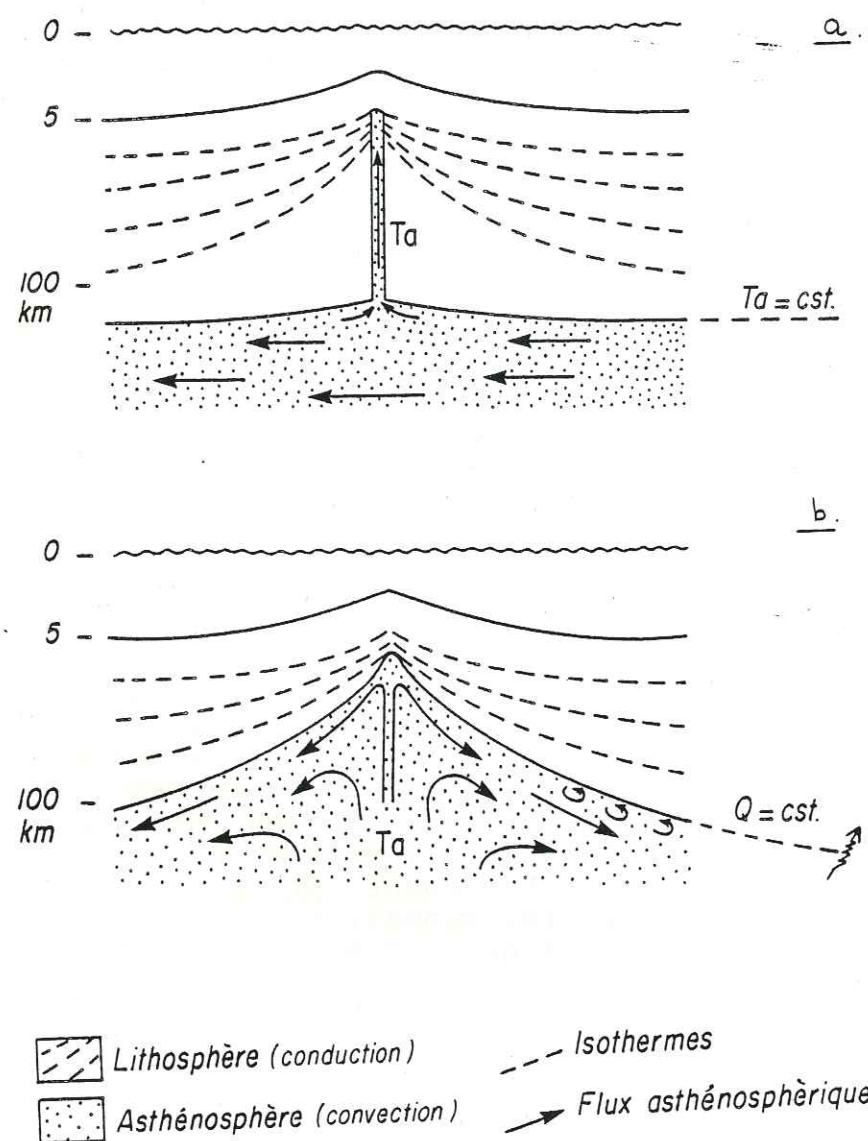 a.
0
5
Ta
100
km
Ta = cst.
b.
0
5
100
km
Ta
Q = cst.
Lithosphère (conduction)
Isothermes
Asthénosphère (convection)
Flux asthénosphèrique